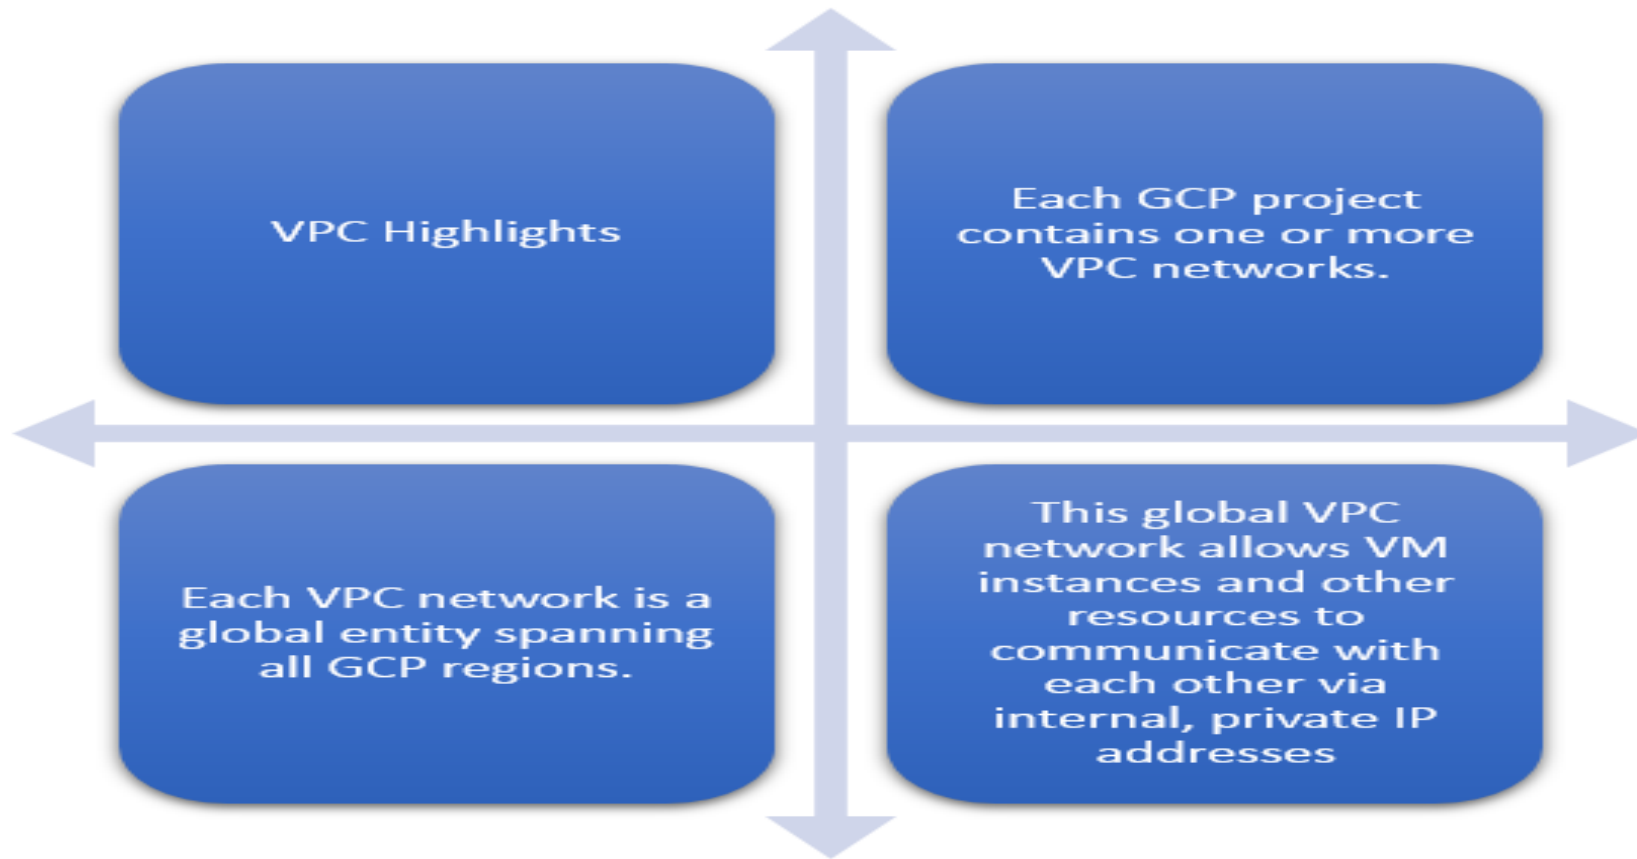 VPC Highlights
Each GCP project
contains one or more
VPC networks.
Each VPC network is a
global entity spanning
all GCP regions.
This global VPC
network allows VM
instances and other
resources to
communicate with
each other via
internal, private IP
addresses